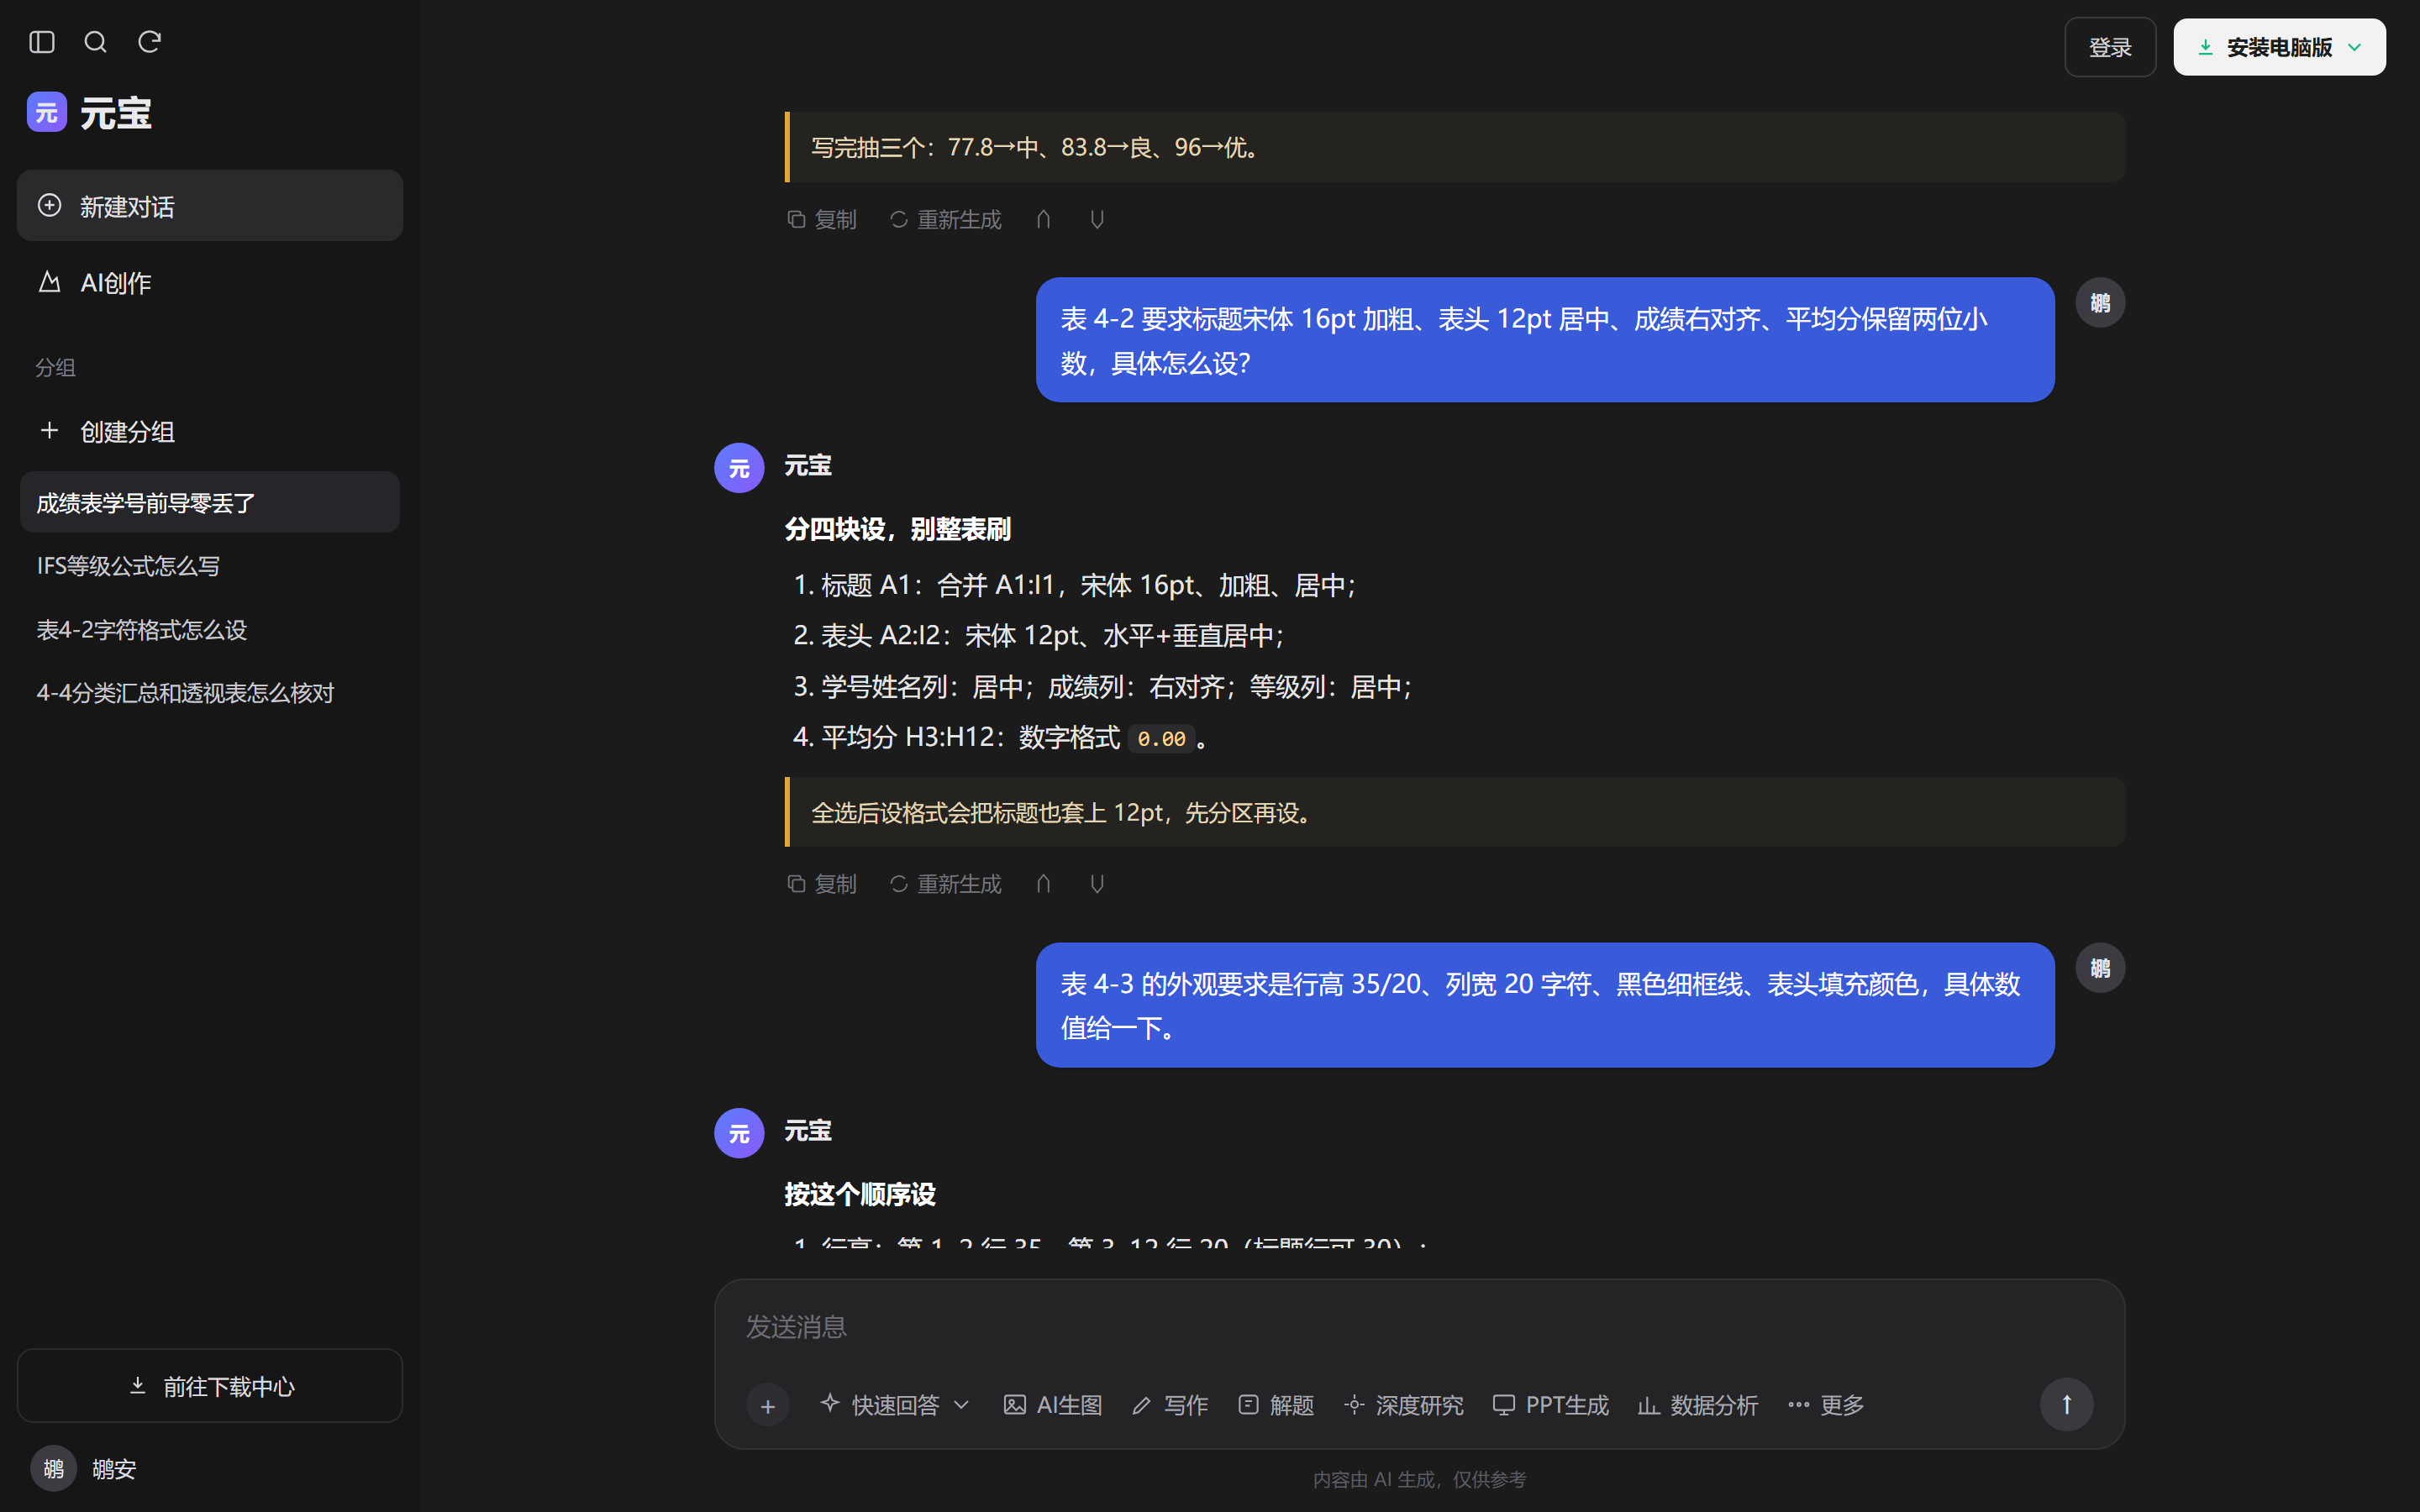 元 元宝
新建对话
AI创作
分组
创建分组
成绩表学号前导零丢了
IFS等级公式怎么写
表4-2字符格式怎么设
4-4分类汇总和透视表怎么核对
前往下载中心
鹕 鹕安
登录
安装电脑版
写完抽三个：77.8→中、83.8→良、96→优。
复制 重新生成
表 4-2 要求标题宋体 16pt 加粗、表头 12pt 居中、成绩右对齐、平均分保留两位小
数，具体怎么设？
鹕
元 元宝
分四块设，别整表刷
1. 标题 A1：合并 A1:I1，宋体 16pt、加粗、居中；
2. 表头 A2:I2：宋体 12pt、水平+垂直居中；
3. 学号姓名列：居中；成绩列：右对齐；等级列：居中；
4. 平均分 H3:H12：数字格式 0.00。
全选后设格式会把标题也套上 12pt，先分区再设。
复制 重新生成
表 4-3 的外观要求是行高 35/20、列宽 20 字符、黑色细框线、表头填充颜色，具体数
值给一下。
鹕
元 元宝
按这个顺序设
发送消息
+ 快速回答 AI生图 写作 解题 深度研究 PPT生成 数据分析 更多
内容由 AI 生成，仅供参考